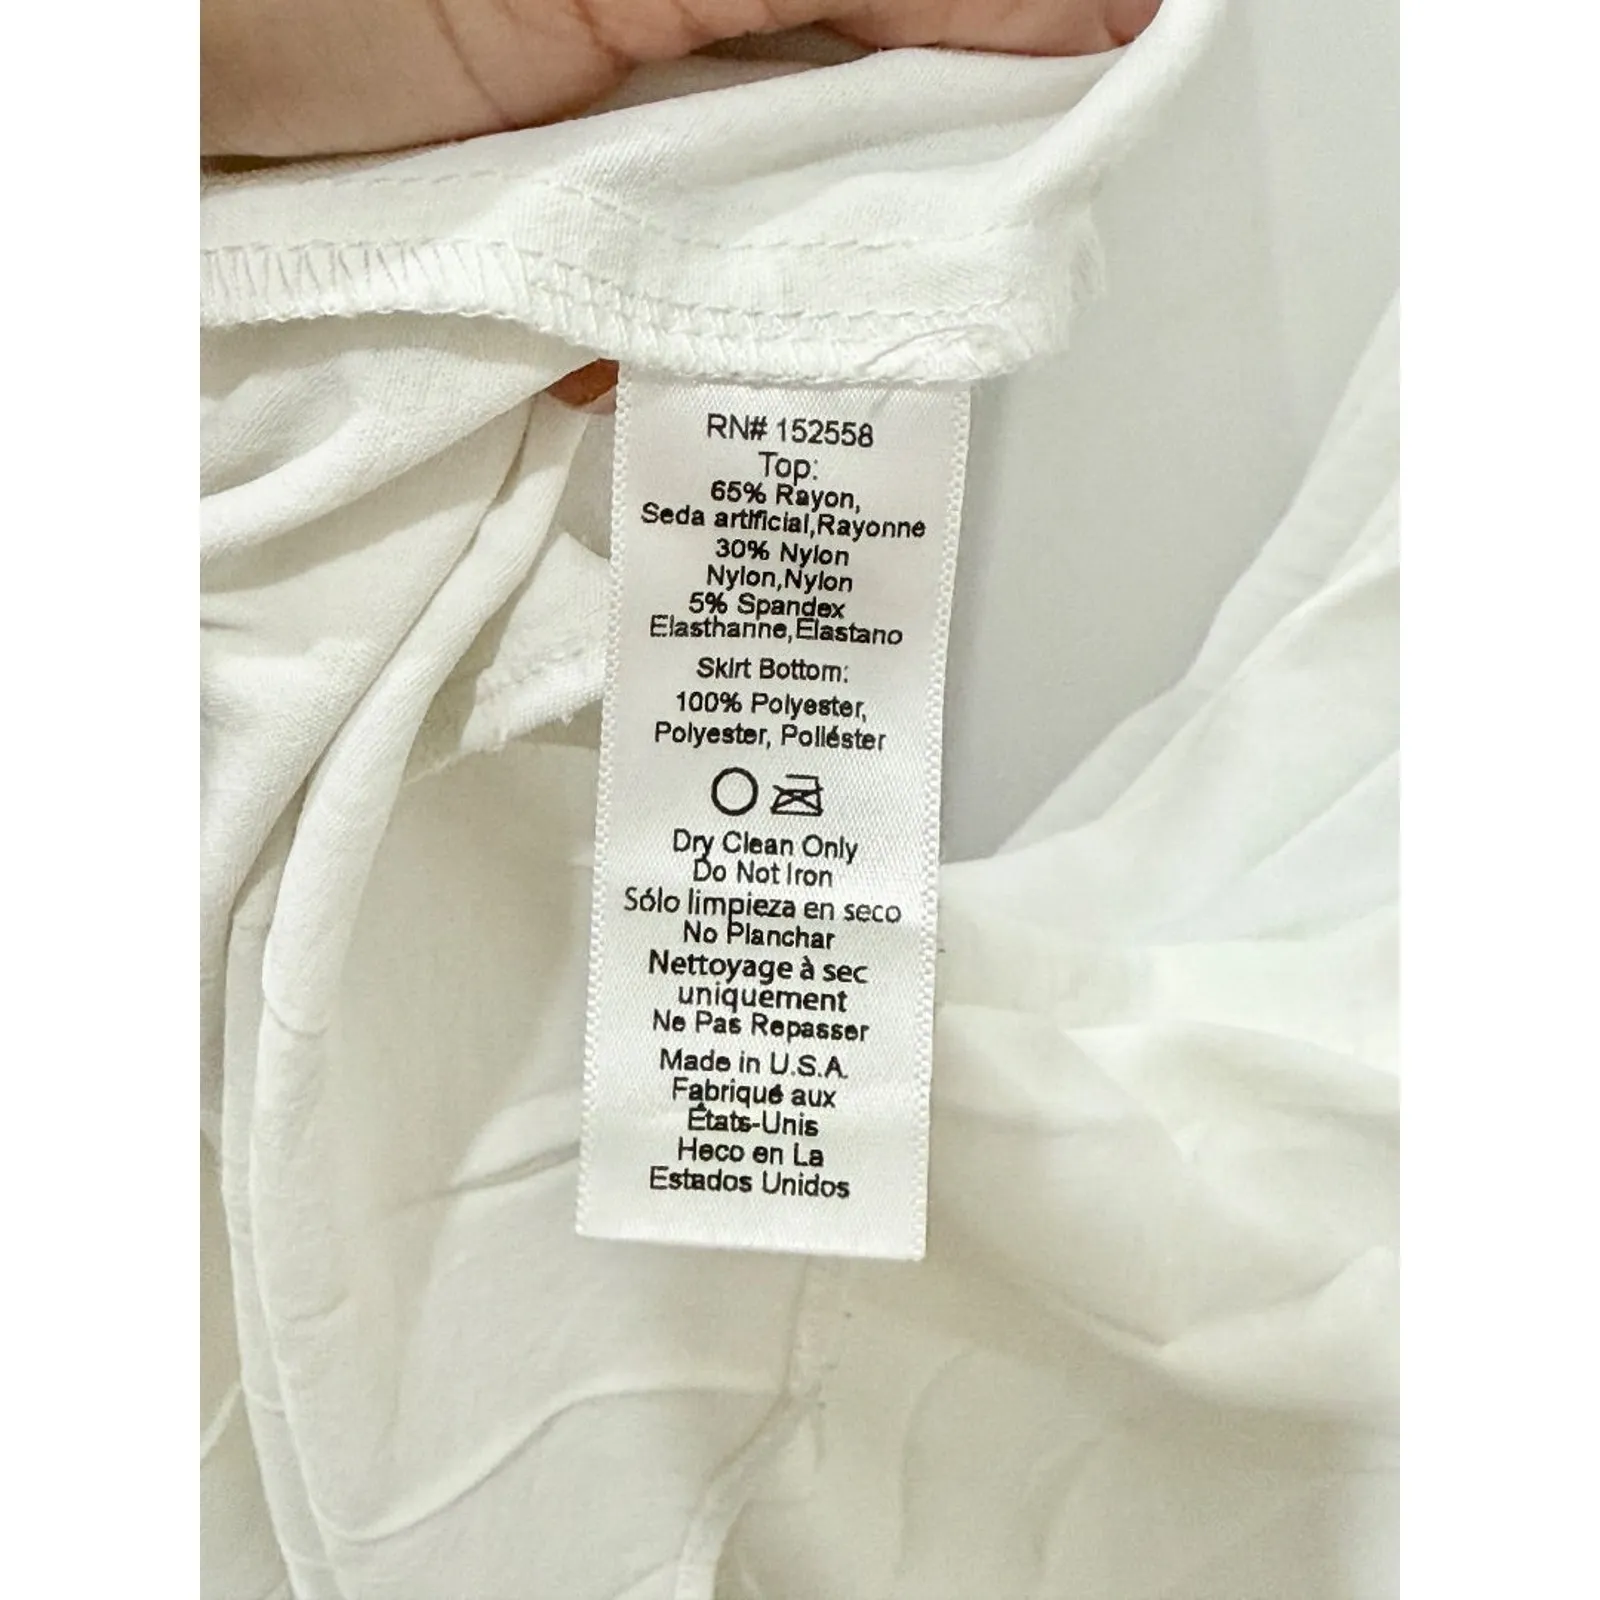 RN# 152558
Top:
65% Rayon,
Seda artificial,Rayonne
30% Nylon
Nylon,Nylon
5% Spandex
Elasthanne,Elastano
Skirt Bottom:
100% Polyester,
Polyester, Poliéster
Dry Clean Only
Do Not Iron
Sólo limpieza en seco
No Planchar
Nettoyage à sec
uniquement
Ne Pas Repasser
Made in U.S.A.
Fabriqué aux
États-Unis
Heco en La
Estados Unidos